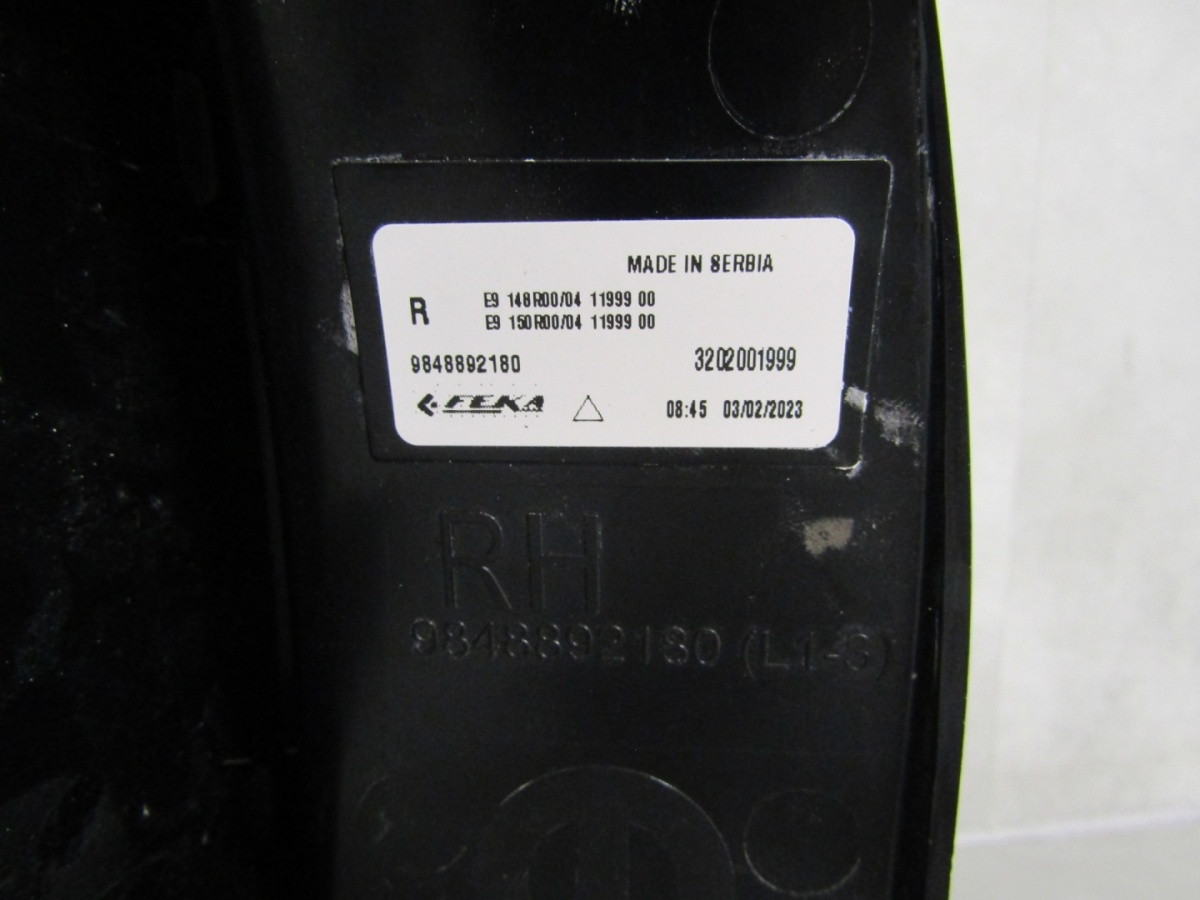 MADE IN SERBIA
R
E9 148R00/04 11999 00
E9 150R00/04 11999 00
9848892180
3202001999
FEKA
08:45 03/02/2023
RH
9848892180 (L1-3)